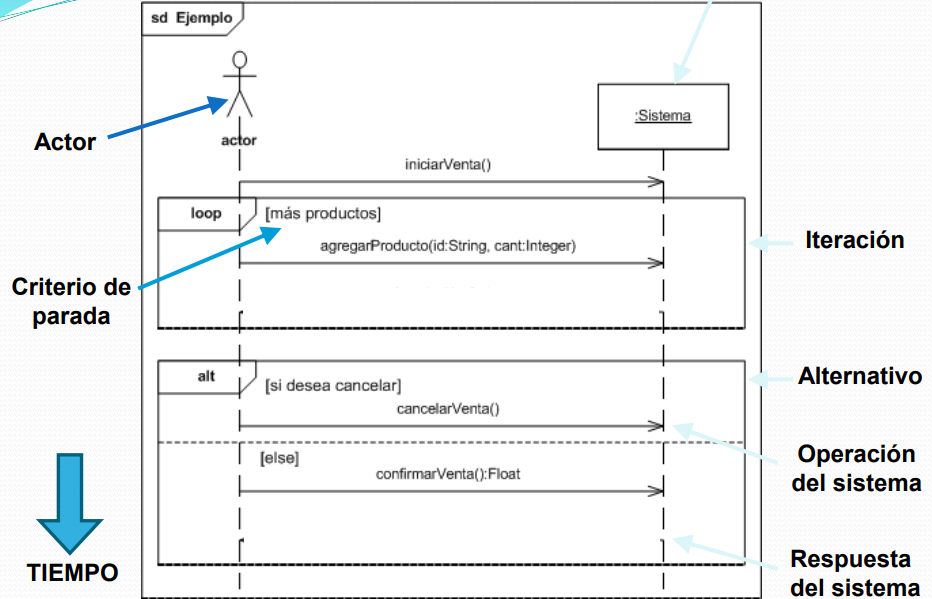 sd Ejemplo
Actor
actor
:Sistema
iniciarVenta()
loop
[más productos]
agregarProducto(id:String, cant:Integer)
Iteración
Criterio de
parada
alt
[si desea cancelar]
Alternativo
cancelarVenta()
Operación
del sistema
[else]
confirmarVenta():Float
TIEMPO
Respuesta
del sistema